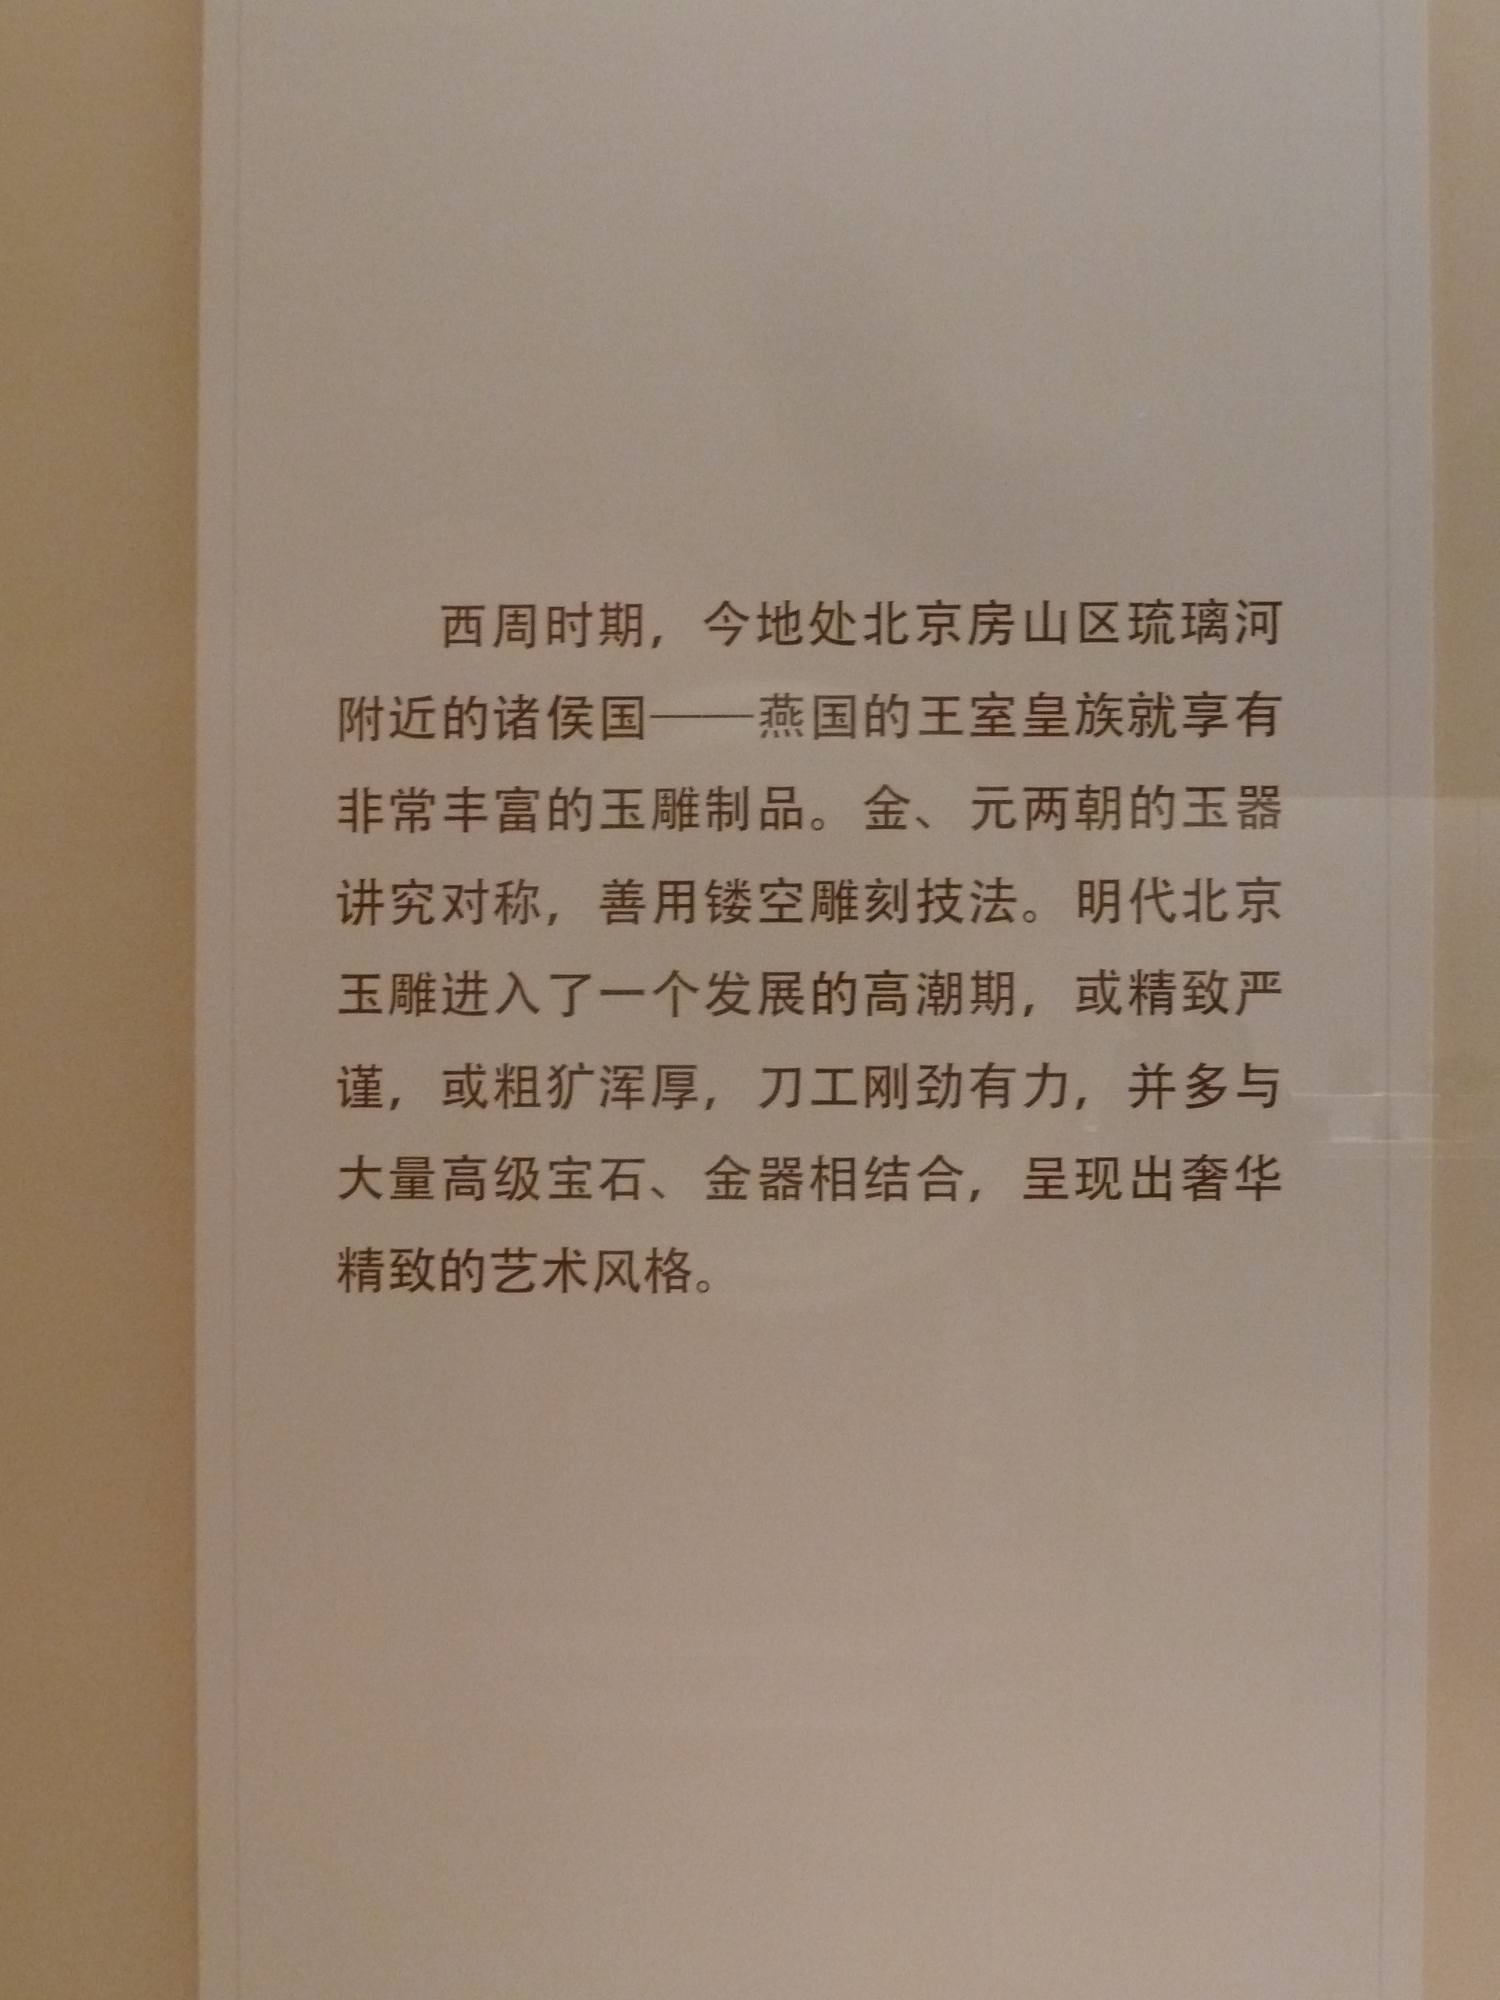 西周时期，今地处北京房山区琉璃河
附近的诸侯国——燕国的王室皇族就享有
非常丰富的玉雕制品。金、元两朝的玉器
讲究对称，善用镂空雕刻技法。明代北京
玉雕进入了一个发展的高潮期，或精致严
谨，或粗犷浑厚，刀工刚劲有力，并多与
大量高级宝石、金器相结合，呈现出奢华
精致的艺术风格。